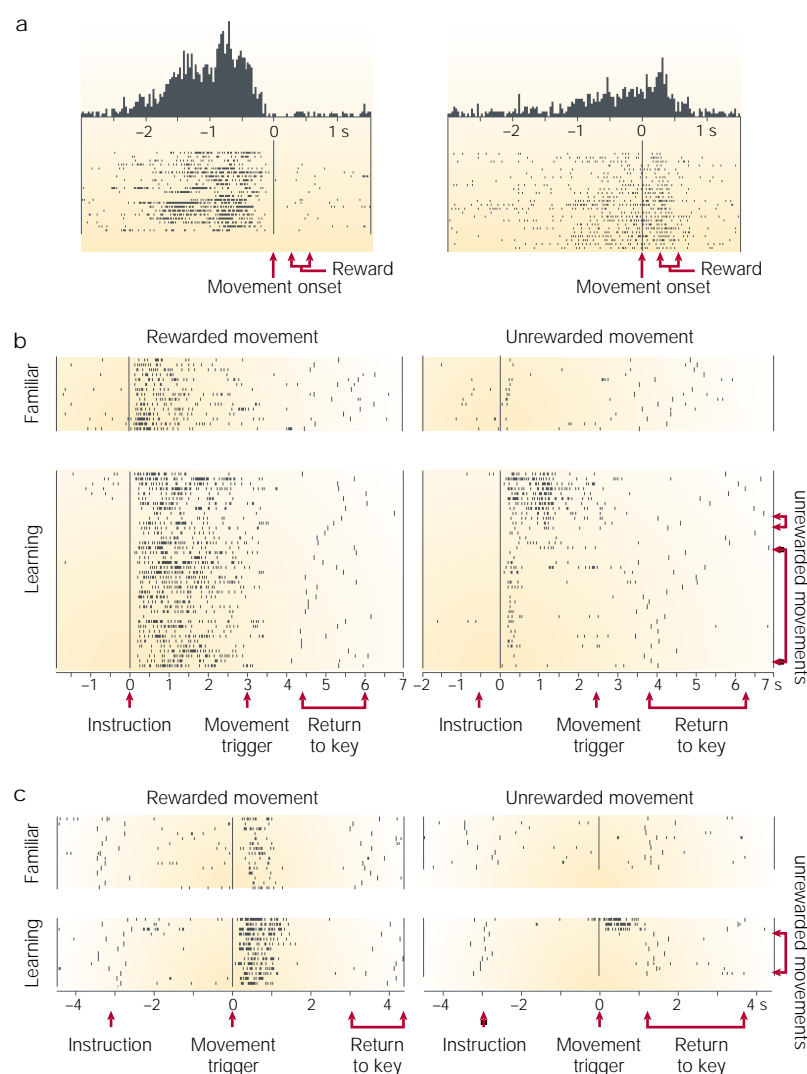 a
−2 −1 0 1 s
−2 −1 0 1 s
Reward
Movement onset
Reward
Movement onset
b
Rewarded movement
Unrewarded movement
Familiar
Learning
unrewarded movements
−1 0 1 2 3 4 5 6 7
−2 −1 0 1 2 3 4 5 6 7 s
Instruction
Movement
trigger
Return
to key
Instruction
Movement
trigger
Return
to key
c
Rewarded movement
Unrewarded movement
Familiar
Learning
unrewarded movements
−4 −2 0 2 4
−4 −2 0 2 4 s
Instruction
Movement
trigger
Return
to key
Instruction
Movement
trigger
Return
to key